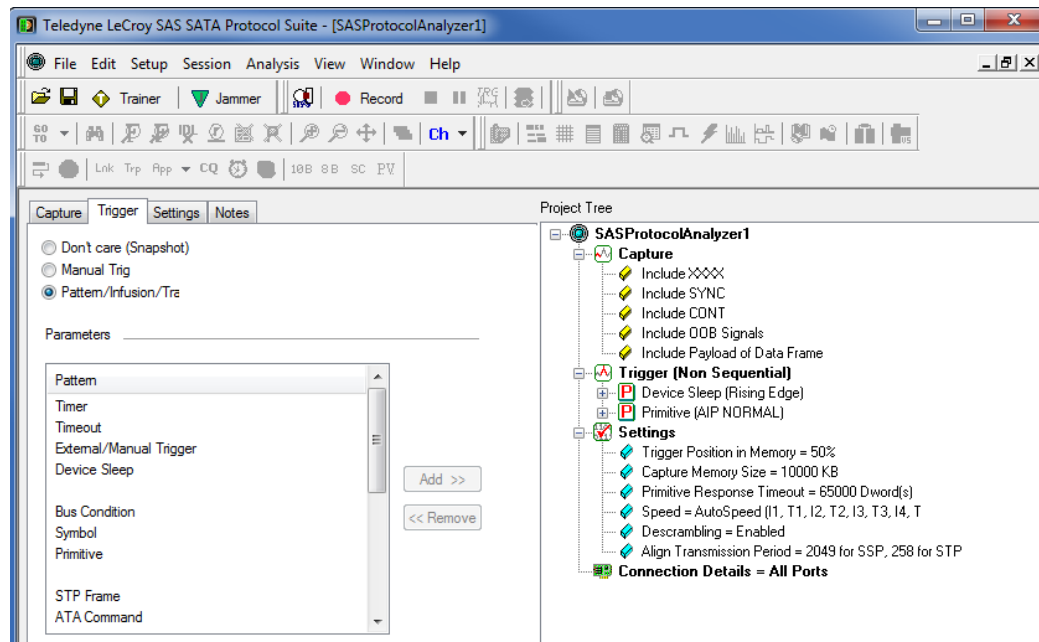 Teledyne LeCroy SAS SATA Protocol Suite - [SASProtocolAnalyzer1]
File Edit Setup Session Analysis View Window Help
Trainer Jammer Record
GO TO Ch
Lnk Trp App CQ 10B 8B SC PV
Capture Trigger Settings Notes
Don't care (Snapshot)
Manual Trig
Pattern/Infusion/Tra
Parameters
Pattern
Timer
Timeout
External/Manual Trigger
Device Sleep
Bus Condition
Symbol
Primitive
STP Frame
ATA Command
Add >>
<< Remove
Project Tree
SASProtocolAnalyzer1
Capture
Include XXXX
Include SYNC
Include CONT
Include OOB Signals
Include Payload of Data Frame
Trigger (Non Sequential)
Device Sleep (Rising Edge)
Primitive (AIP NORMAL)
Settings
Trigger Position in Memory = 50%
Capture Memory Size = 10000 KB
Primitive Response Timeout = 65000 Dword(s)
Speed = AutoSpeed (I1, T1, I2, T2, I3, T3, I4, T
Descrambling = Enabled
Align Transmission Period = 2049 for SSP, 258 for STP
Connection Details = All Ports